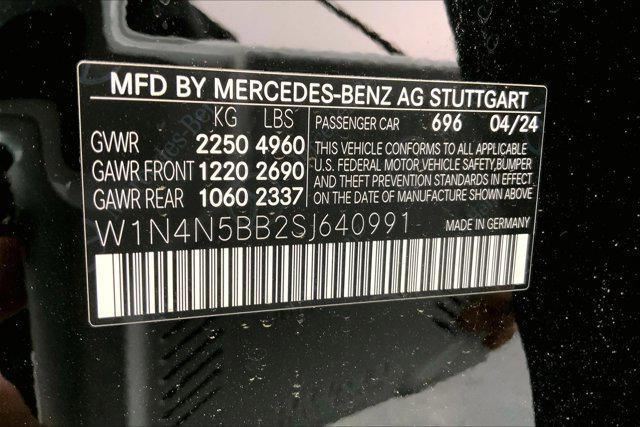 MFD BY MERCEDES-BENZ AG STUTTGART
KG LBS
GVWR 2250 4960
GAWR FRONT 1220 2690
GAWR REAR 1060 2337
PASSENGER CAR 696 04/24
THIS VEHICLE CONFORMS TO ALL APPLICABLE
U.S. FEDERAL MOTOR VEHICLE SAFETY, BUMPER
AND THEFT PREVENTION STANDARDS IN EFFECT
ON THE DATE OF MANUFACTURE SHOWN ABOVE
W1N4N5BB2SJ640991 MADE IN GERMANY